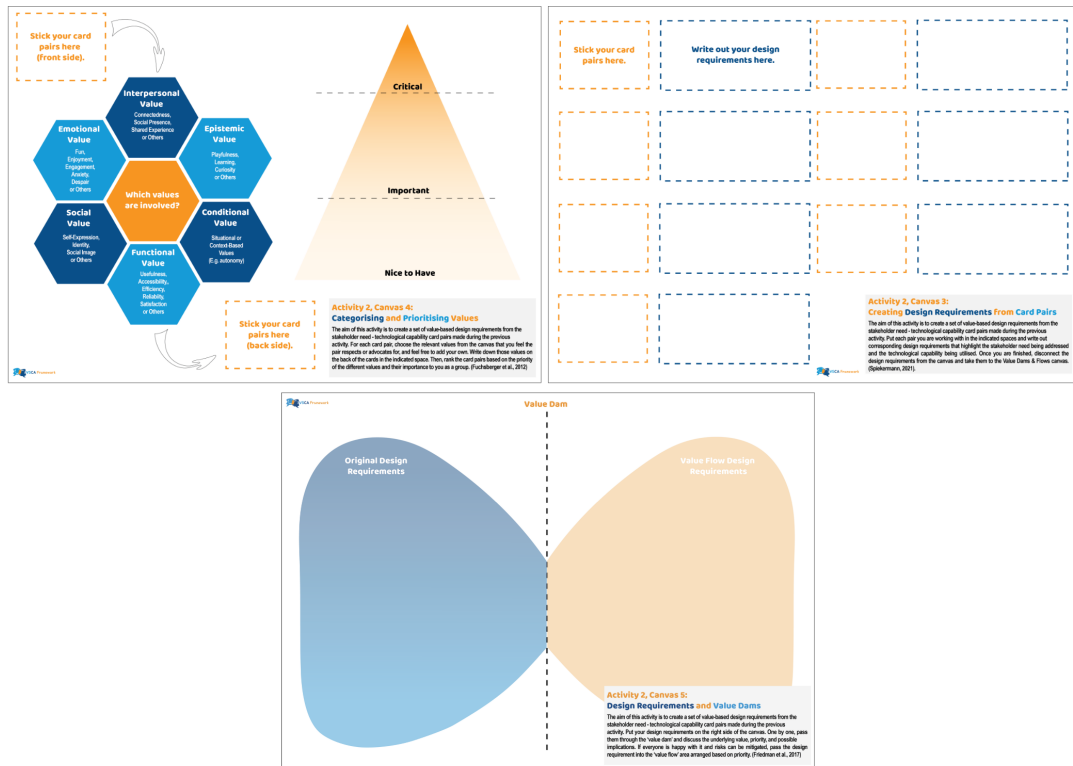 Stick your card
pairs here
(front side).
Interpersonal
Value
Connectedness,
Social Presence,
Shared Experience
or Others
Emotional
Value
Fun,
Enjoyment,
Engagement,
Anxiety,
Despair
or Others
Epistemic
Value
Playfulness,
Learning,
Curiosity
or Others
Which values
are involved?
Social
Value
Self-Expression,
Identity,
Social Image
or Others
Conditional
Value
Situational or
Context-Based
Values
(E.g. autonomy)
Functional
Value
Usefulness,
Accessibility,
Efficiency,
Reliability,
Satisfaction
or Others
Stick your card
pairs here
(back side).
Critical
Important
Nice to Have
Activity 2, Canvas 4:
Categorising and Prioritising Values
The aim of this activity is to create a set of value-based design requirements from the
stakeholder need - technological capability card pairs made during the previous
activity. For each card pair, choose the relevant values from the canvas that you feel the
pair respects or advocates for, and feel free to add your own. Write down those values on
the back of the cards in the indicated space. Then, rank the card pairs based on the priority
of the different values and their importance to you as a group. (Fuchsberger et al., 2012)
VSCA Framework
Stick your card
pairs here.
Write out your design
requirements here.
Activity 2, Canvas 3:
Creating Design Requirements from Card Pairs
The aim of this activity is to create a set of value-based design requirements from the
stakeholder need - technological capability card pairs made during the previous
activity. Put each pair you are working with in the indicated spaces and write out
corresponding design requirements that highlight the stakeholder need being addressed
and the technological capability being utilised. Once you are finished, disconnect the
design requirements from the canvas and take them to the Value Dams & Flows canvas.
(Spiekermann, 2021).
VSCA Framework
VSCA Framework
Value Dam
Original Design
Requirements
Value Flow Design
Requirements
Activity 2, Canvas 5:
Design Requirements and Value Dams
The aim of this activity is to create a set of value-based design requirements from the
stakeholder need - technological capability card pairs made during the previous
activity. Put your design requirements on the right side of the canvas. One by one, pass
them through the 'value dam' and discuss the underlying value, priority, and possible
implications. If everyone is happy with it and risks can be mitigated, pass the design
requirement into the 'value flow' area arranged based on priority. (Friedman et al., 2017)